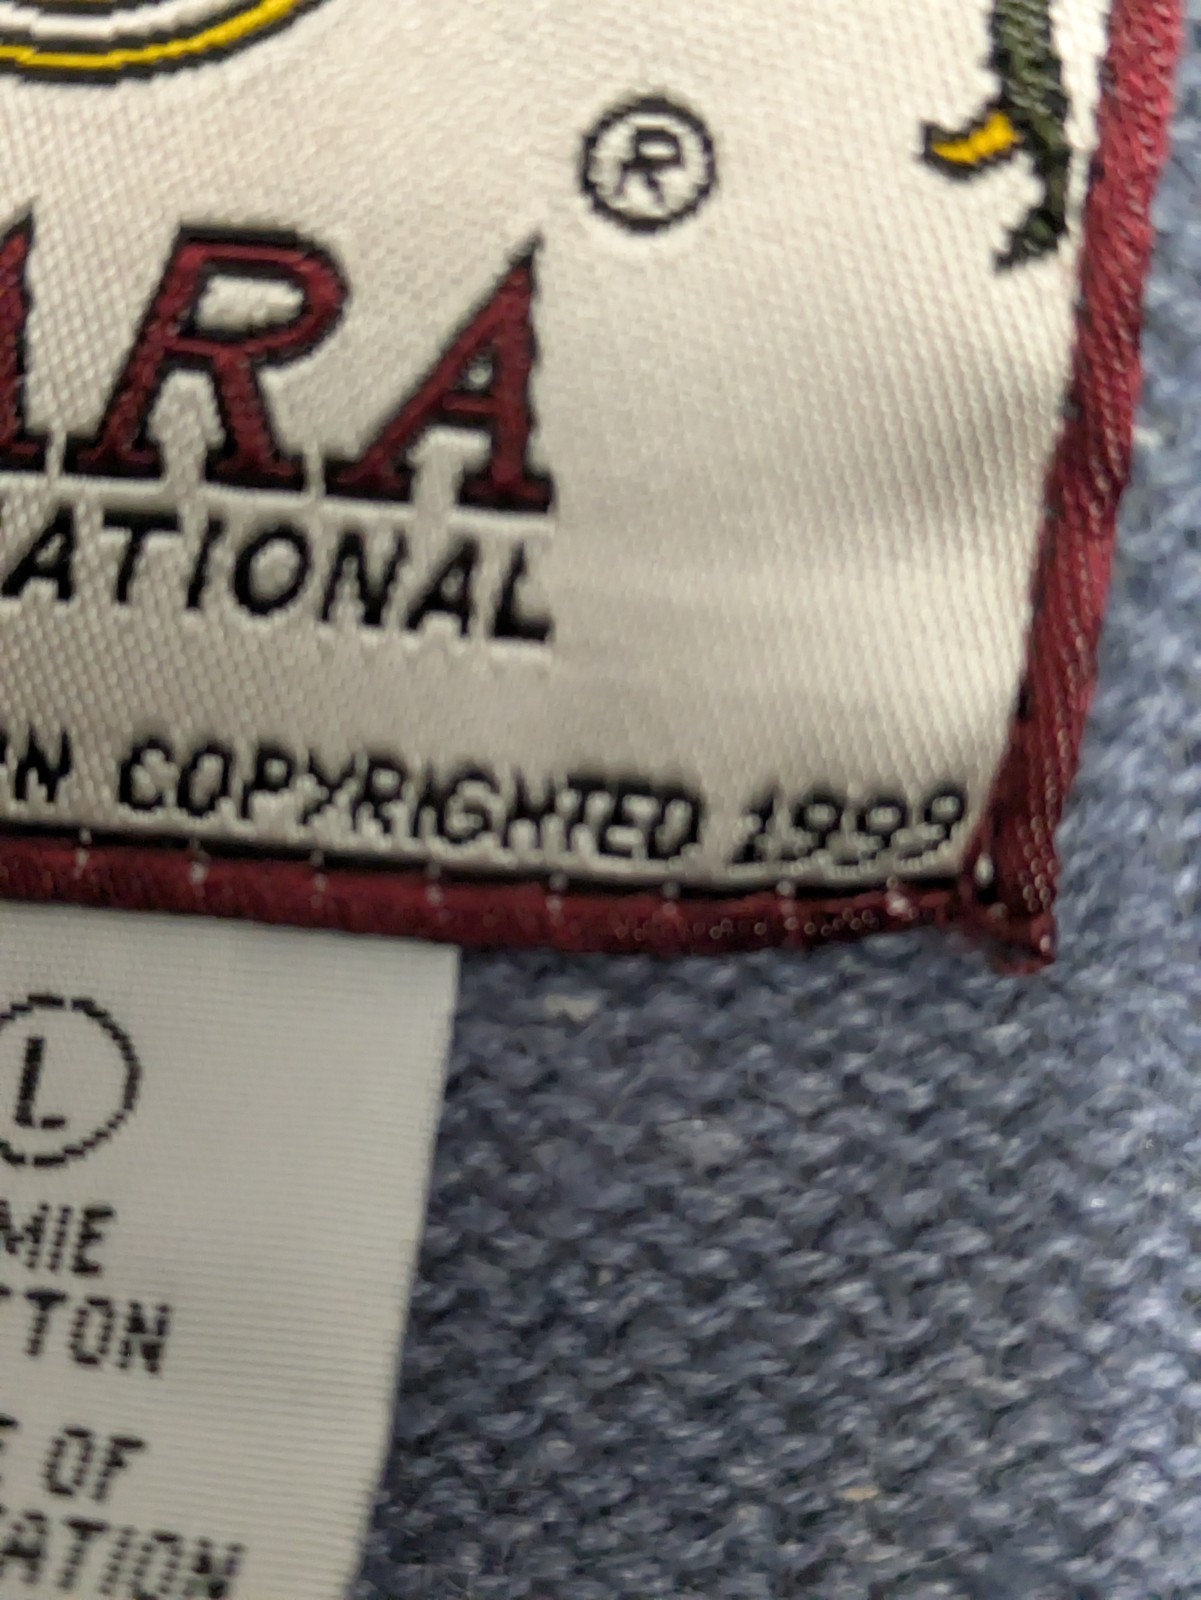 ®
ARA
ATIONAL
N COPYRIGHTED 1999
L
MIE
TTON
OF
ATION